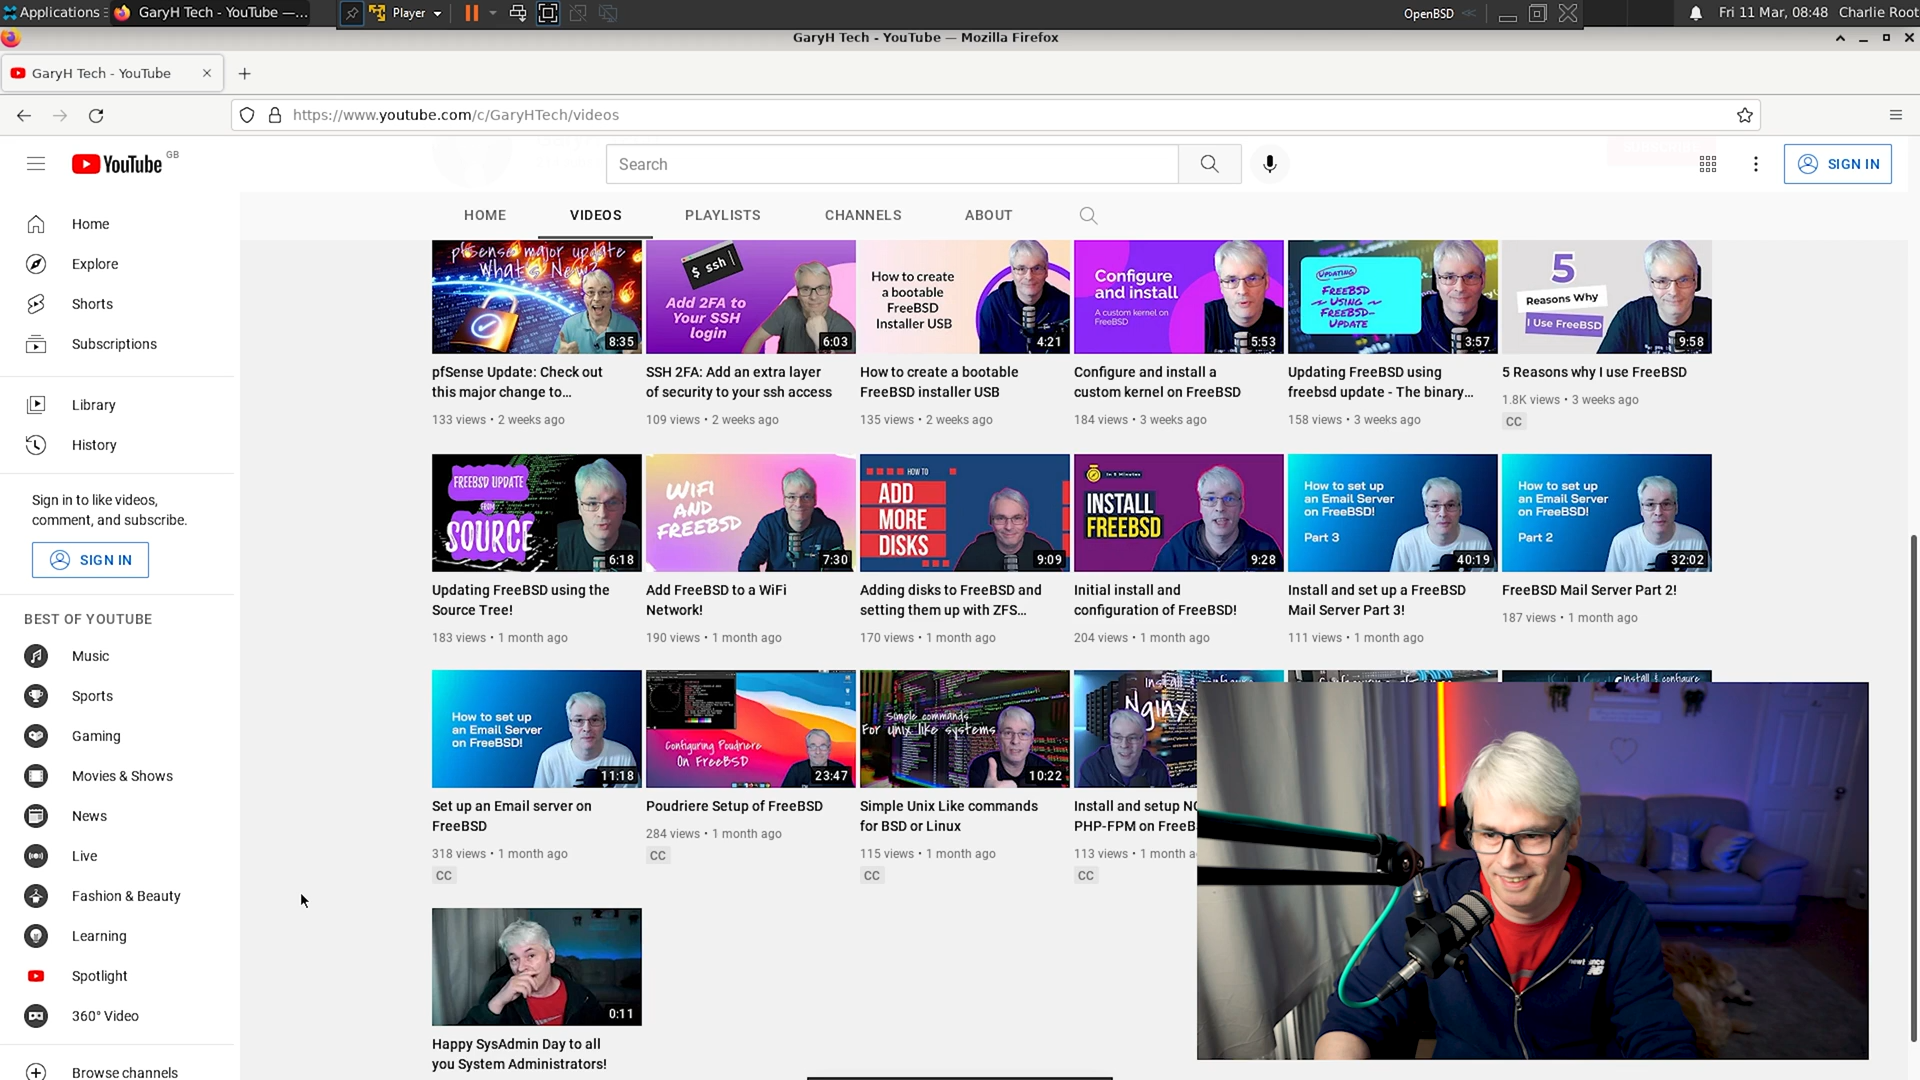 Applications
GaryH Tech - YouTube —...
Player
OpenBSD
Fri 11 Mar, 08:48
Charlie Root
GaryH Tech - YouTube — Mozilla Firefox
GaryH Tech - YouTube
https://www.youtube.com/c/GaryHTech/videos
YouTube GB
Search
SIGN IN
HOME
VIDEOS
PLAYLISTS
CHANNELS
ABOUT
Home
Explore
Shorts
Subscriptions
Library
History
Sign in to like videos,
comment, and subscribe.
SIGN IN
BEST OF YOUTUBE
Music
Sports
Gaming
Movies & Shows
News
Live
Fashion & Beauty
Learning
Spotlight
360° Video
Browse channels
pfSense major update
What's New?
8:35
pfSense Update: Check out
this major change to...
133 views • 2 weeks ago
$ ssh
Add 2FA to
Your SSH
login
6:03
SSH 2FA: Add an extra layer
of security to your ssh access
109 views • 2 weeks ago
How to create
a bootable
FreeBSD
Installer USB
4:21
How to create a bootable
FreeBSD installer USB
135 views • 2 weeks ago
Configure
and install
A custom kernel on
FreeBSD
5:53
Configure and install a
custom kernel on FreeBSD
184 views • 3 weeks ago
UPDATING
FREEBSD
~ USING ~
FREEBSD-
UPDATE
3:57
Updating FreeBSD using
freebsd update - The binary...
158 views • 3 weeks ago
5
Reasons Why
I Use FreeBSD
9:58
5 Reasons why I use FreeBSD
1.8K views • 3 weeks ago
CC
FREEBSD UPDATE
FROM
SOURCE
6:18
Updating FreeBSD using the
Source Tree!
183 views • 1 month ago
WIFI
AND
FREEBSD
7:30
Add FreeBSD to a WiFi
Network!
190 views • 1 month ago
HOW TO
ADD
MORE
DISKS
9:09
Adding disks to FreeBSD and
setting them up with ZFS...
170 views • 1 month ago
INSTALL
FREEBSD
9:28
Initial install and
configuration of FreeBSD!
204 views • 1 month ago
How to set up
an Email Server
on FreeBSD!
Part 3
40:19
Install and set up a FreeBSD
Mail Server Part 3!
111 views • 1 month ago
How to set up
an Email Server
on FreeBSD!
Part 2
32:02
FreeBSD Mail Server Part 2!
187 views • 1 month ago
How to set up
an Email Server
on FreeBSD!
11:18
Set up an Email server on
FreeBSD
318 views • 1 month ago
CC
Configuring Poudriere
On FreeBSD
23:47
Poudriere Setup of FreeBSD
284 views • 1 month ago
CC
Simple commands
For Unix like systems
10:22
Simple Unix Like commands
for BSD or Linux
115 views • 1 month ago
CC
Install &
Nginx
Install and setup NG
PHP-FPM on FreeB
113 views • 1 month a
CC
Install & configure
new balance
NB
0:11
Happy SysAdmin Day to all
you System Administrators!